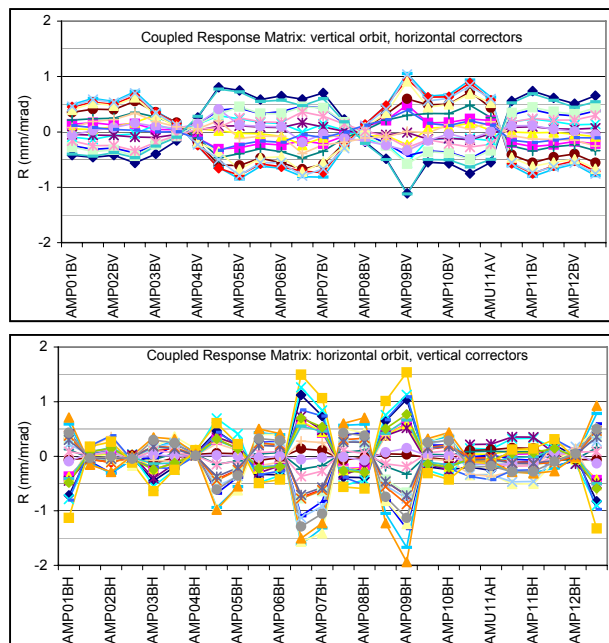 Coupled Response Matrix: vertical orbit, horizontal correctors
R (mm/mrad)
2
1
0
-1
-2
AMP01BV
AMP02BV
AMP03BV
AMP04BV
AMP05BV
AMP06BV
AMP07BV
AMP08BV
AMP09BV
AMP10BV
AMU11AV
AMP11BV
AMP12BV
Coupled Response Matrix: horizontal orbit, vertical correctors
R (mm/mrad)
2
1
0
-1
-2
AMP01BH
AMP02BH
AMP03BH
AMP04BH
AMP05BH
AMP06BH
AMP07BH
AMP08BH
AMP09BH
AMP10BH
AMU11AH
AMP11BH
AMP12BH